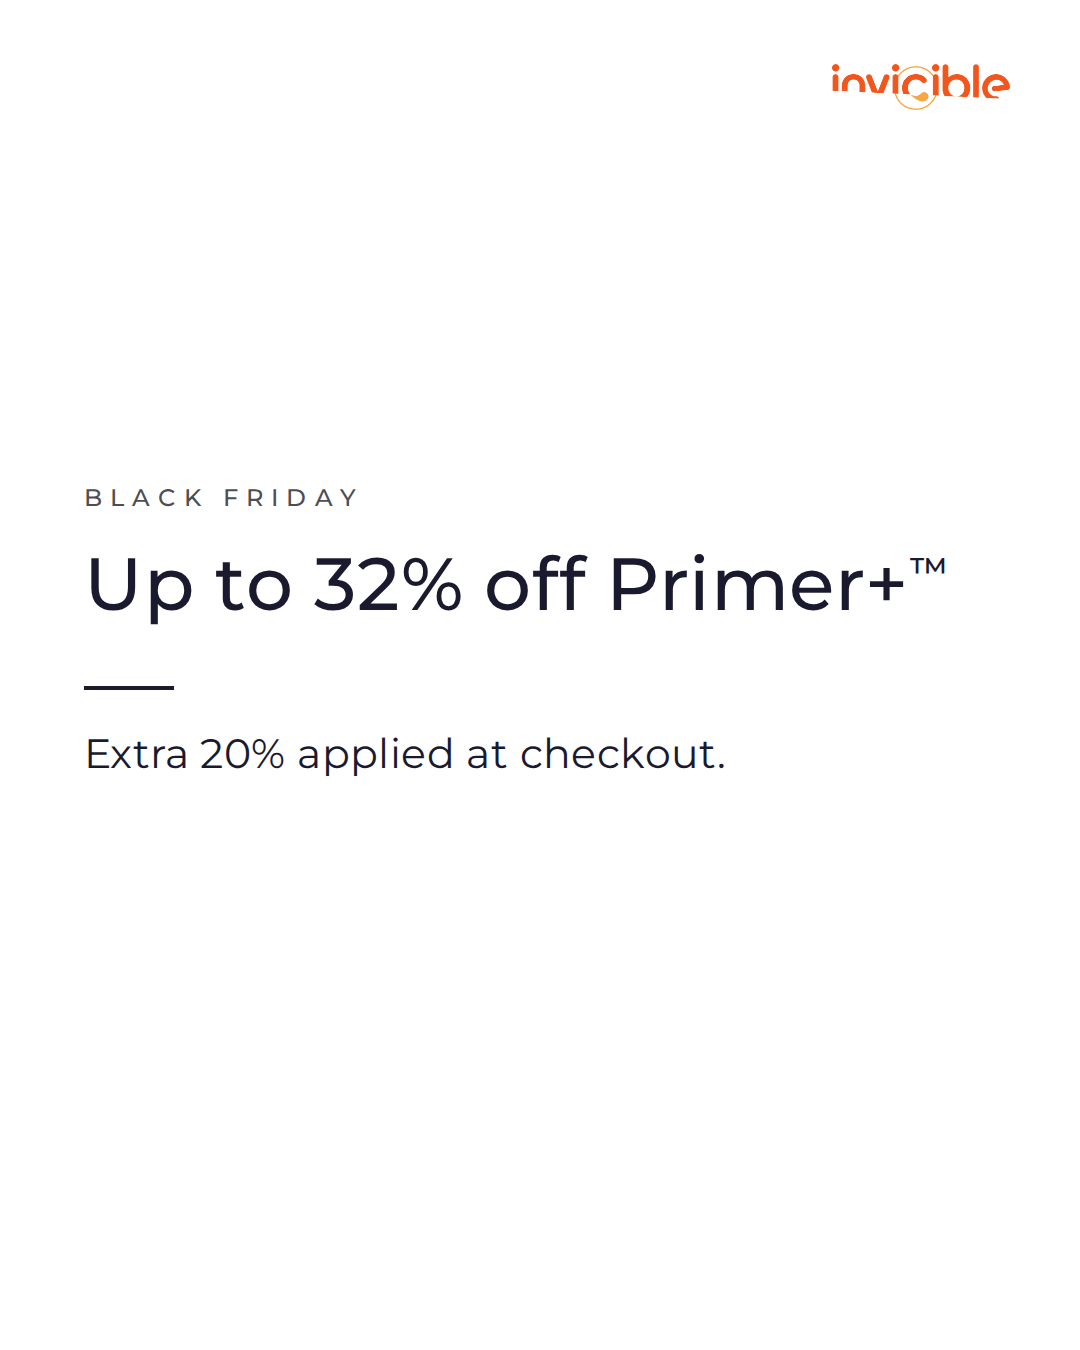 invicible
BLACK FRIDAY
Up to 32% off Primer+™
Extra 20% applied at checkout.